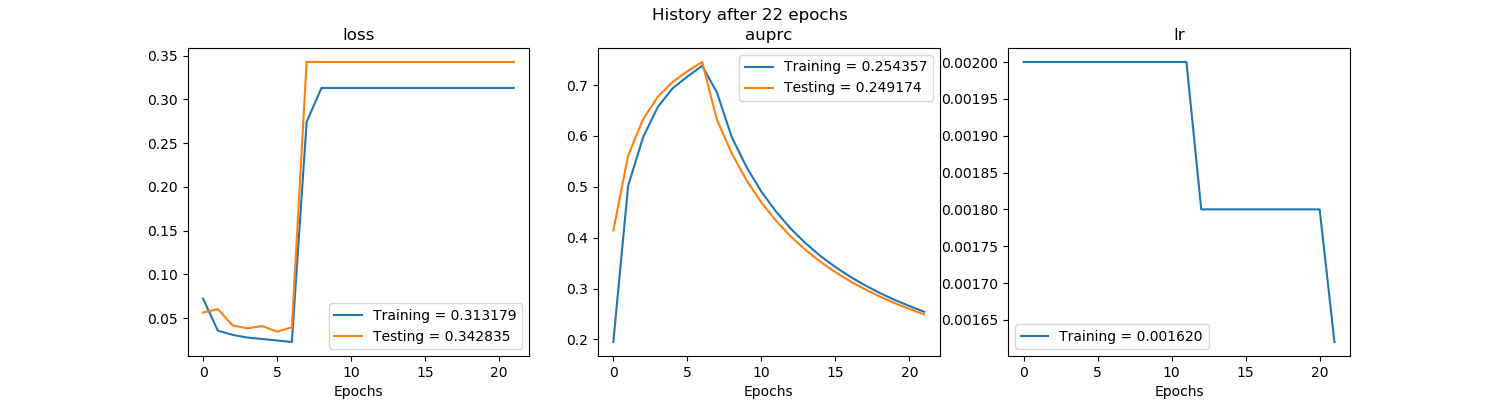 History after 22 epochs
loss
0.35
0.30
0.25
0.20
0.15
0.10
0.05
Training = 0.313179
Testing = 0.342835
0 5 10 15 20
Epochs
auprc
0.7
0.6
0.5
0.4
0.3
0.2
Training = 0.254357
Testing = 0.249174
0 5 10 15 20
Epochs
lr
0.00200
0.00195
0.00190
0.00185
0.00180
0.00175
0.00170
0.00165
Training = 0.001620
0 5 10 15 20
Epochs